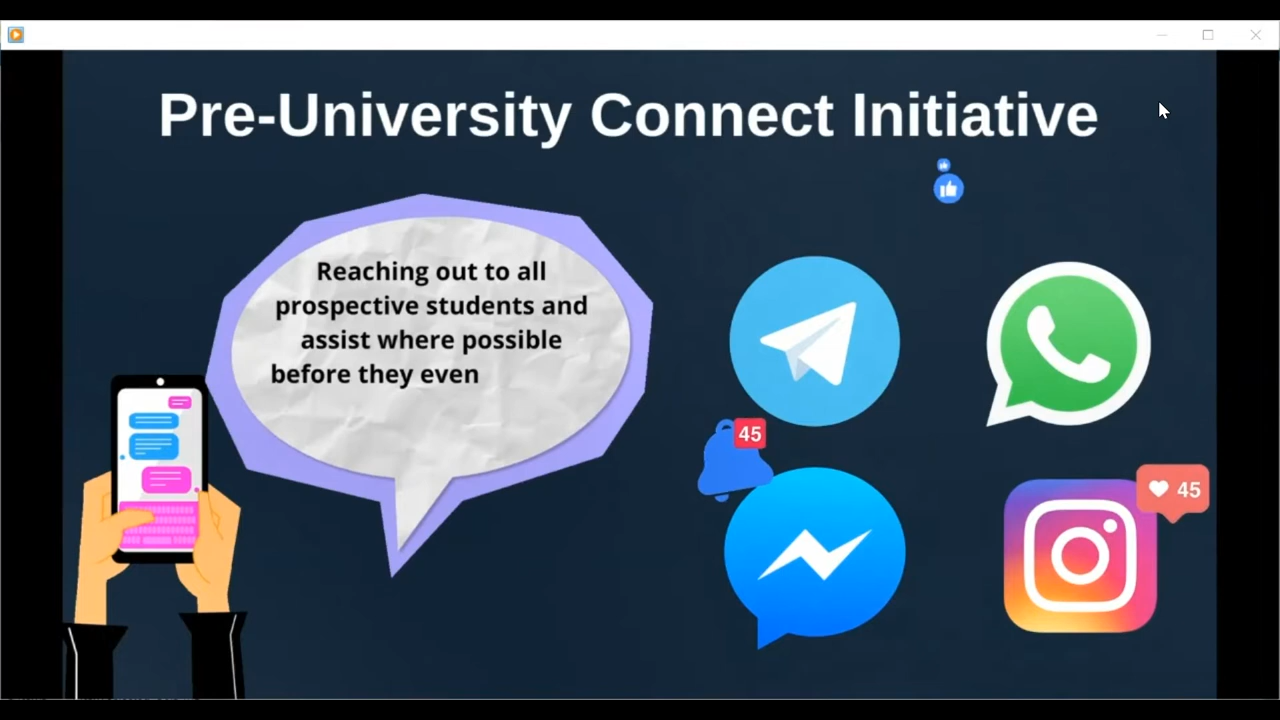 Pre-University Connect Initiative
Reaching out to all
prospective students and
assist where possible
before they even
45
45